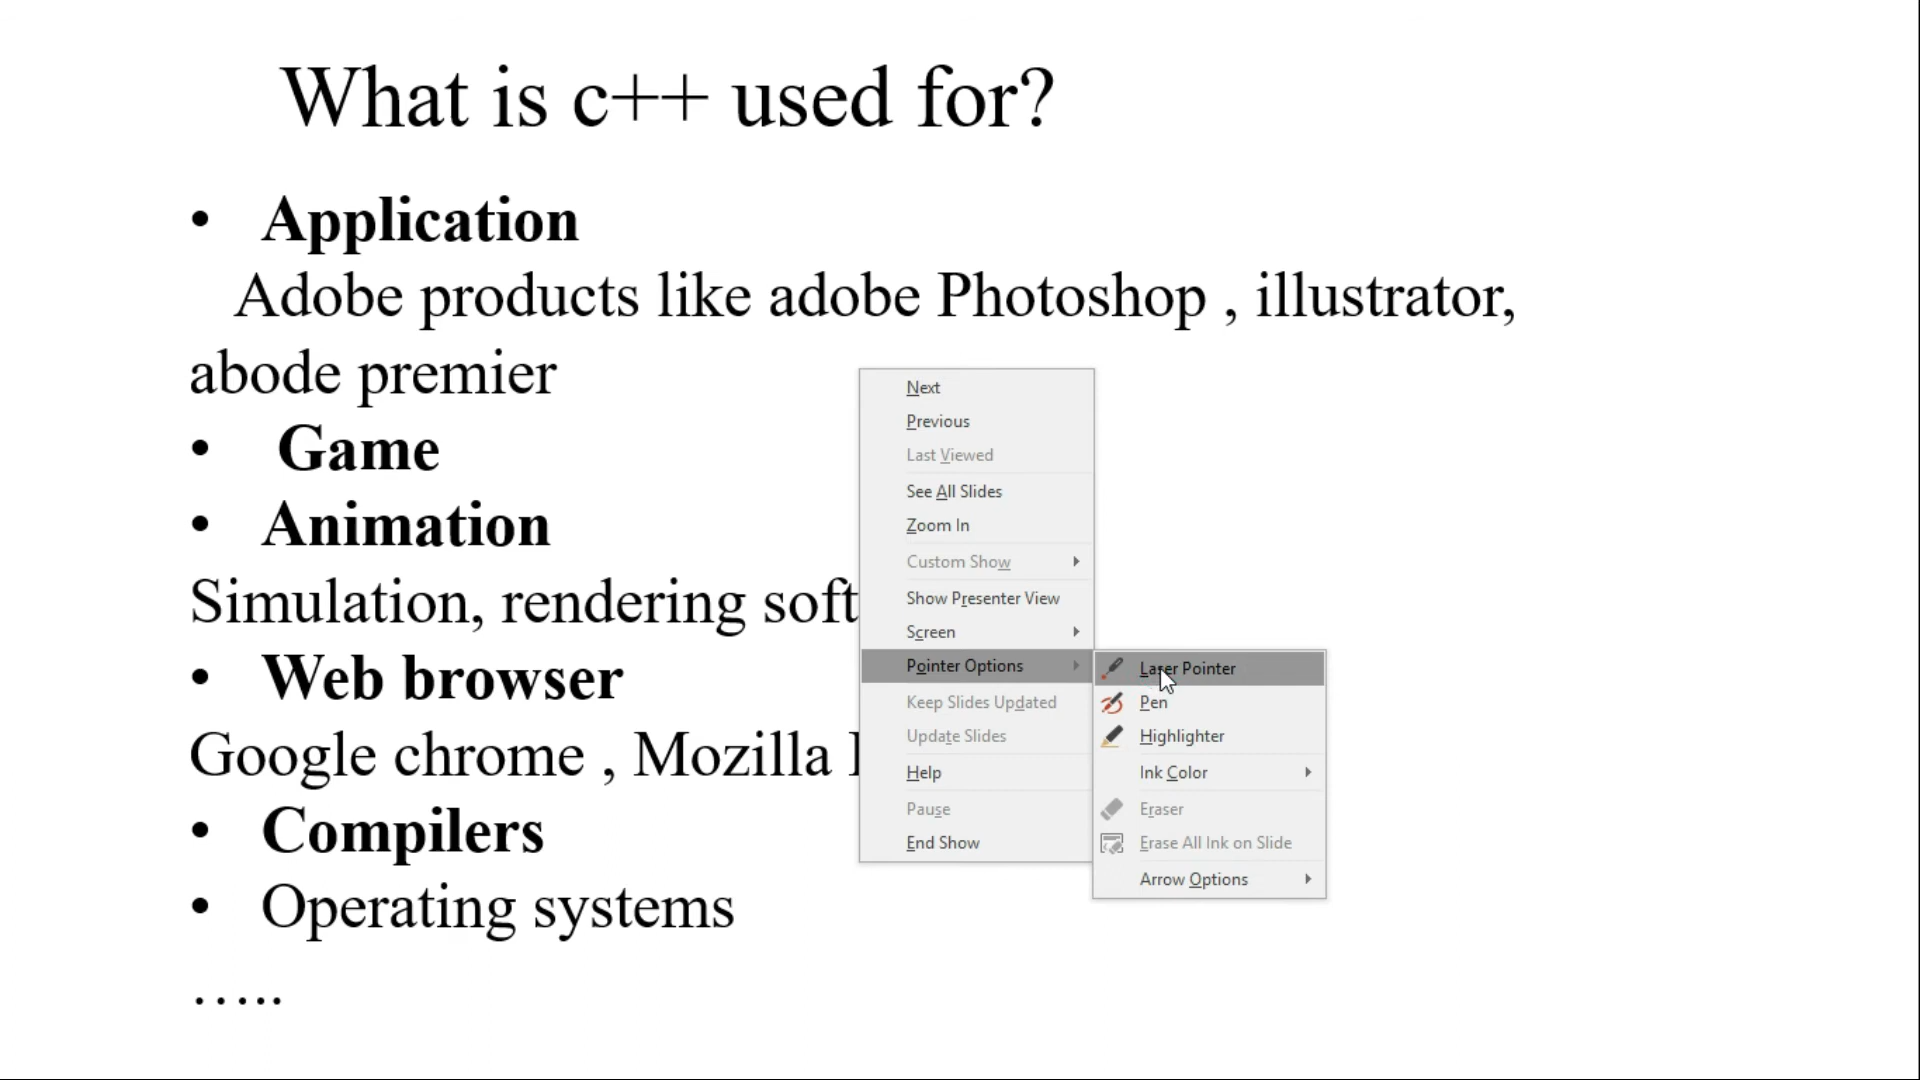 What is c++ used for?
• Application
Adobe products like adobe Photoshop , illustrator,
abode premier
• Game
• Animation
Simulation, rendering soft
• Web browser
Google chrome , Mozilla
• Compilers
• Operating systems
…..
Next
Previous
Last Viewed
See All Slides
Zoom In
Custom Show
Show Presenter View
Screen
Pointer Options
Keep Slides Updated
Update Slides
Help
Pause
End Show
Laser Pointer
Pen
Highlighter
Ink Color
Eraser
Erase All Ink on Slide
Arrow Options